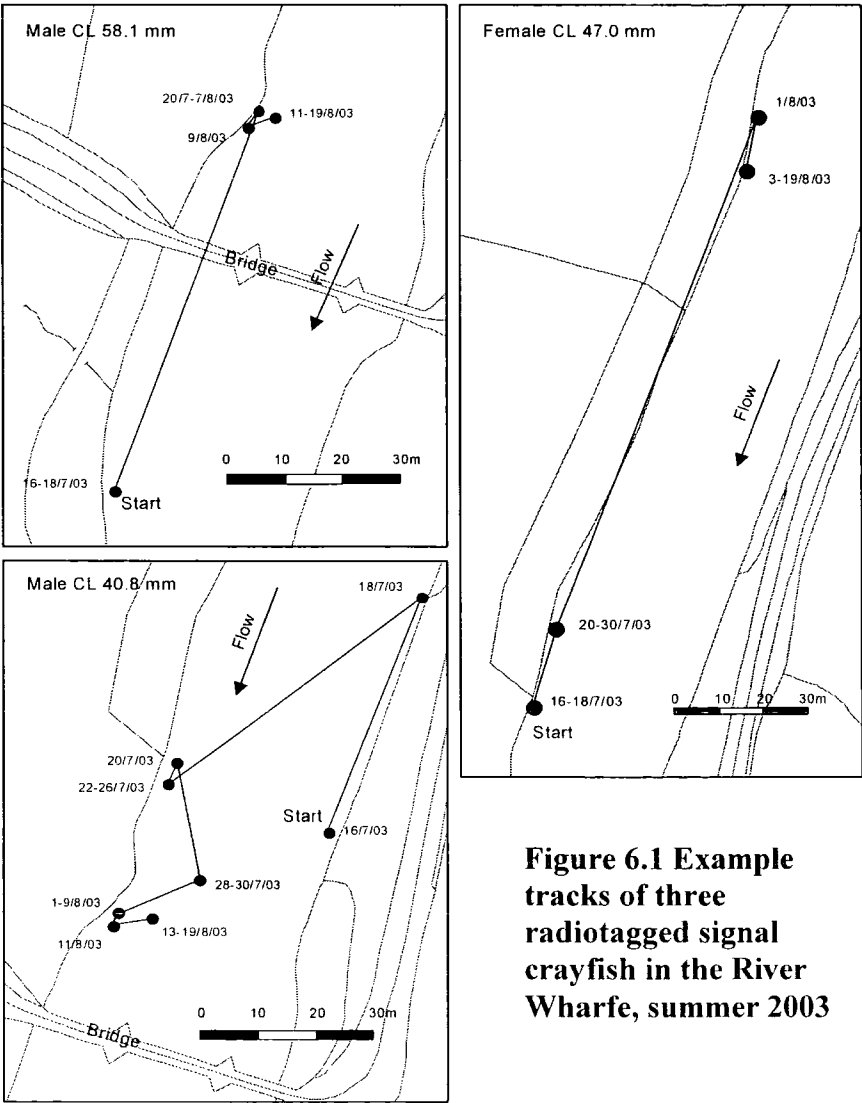 Male CL 58.1 mm
20/7-7/8/03
11-19/8/03
9/8/03
Bridge
Flow
0 10 20 30m
16-18/7/03
Start
Female CL 47.0 mm
1/8/03
3-19/8/03
Flow
20-30/7/03
0 10 20 30m
16-18/7/03
Start
Male CL 40.8 mm
18/7/03
Flow
20/7/03
22-26/7/03
Start
16/7/03
28-30/7/03
1-9/8/03
11/8/03
13-19/8/03
0 10 20 30m
Bridge
Figure 6.1 Example
tracks of three
radiotagged signal
crayfish in the River
Wharfe, summer 2003